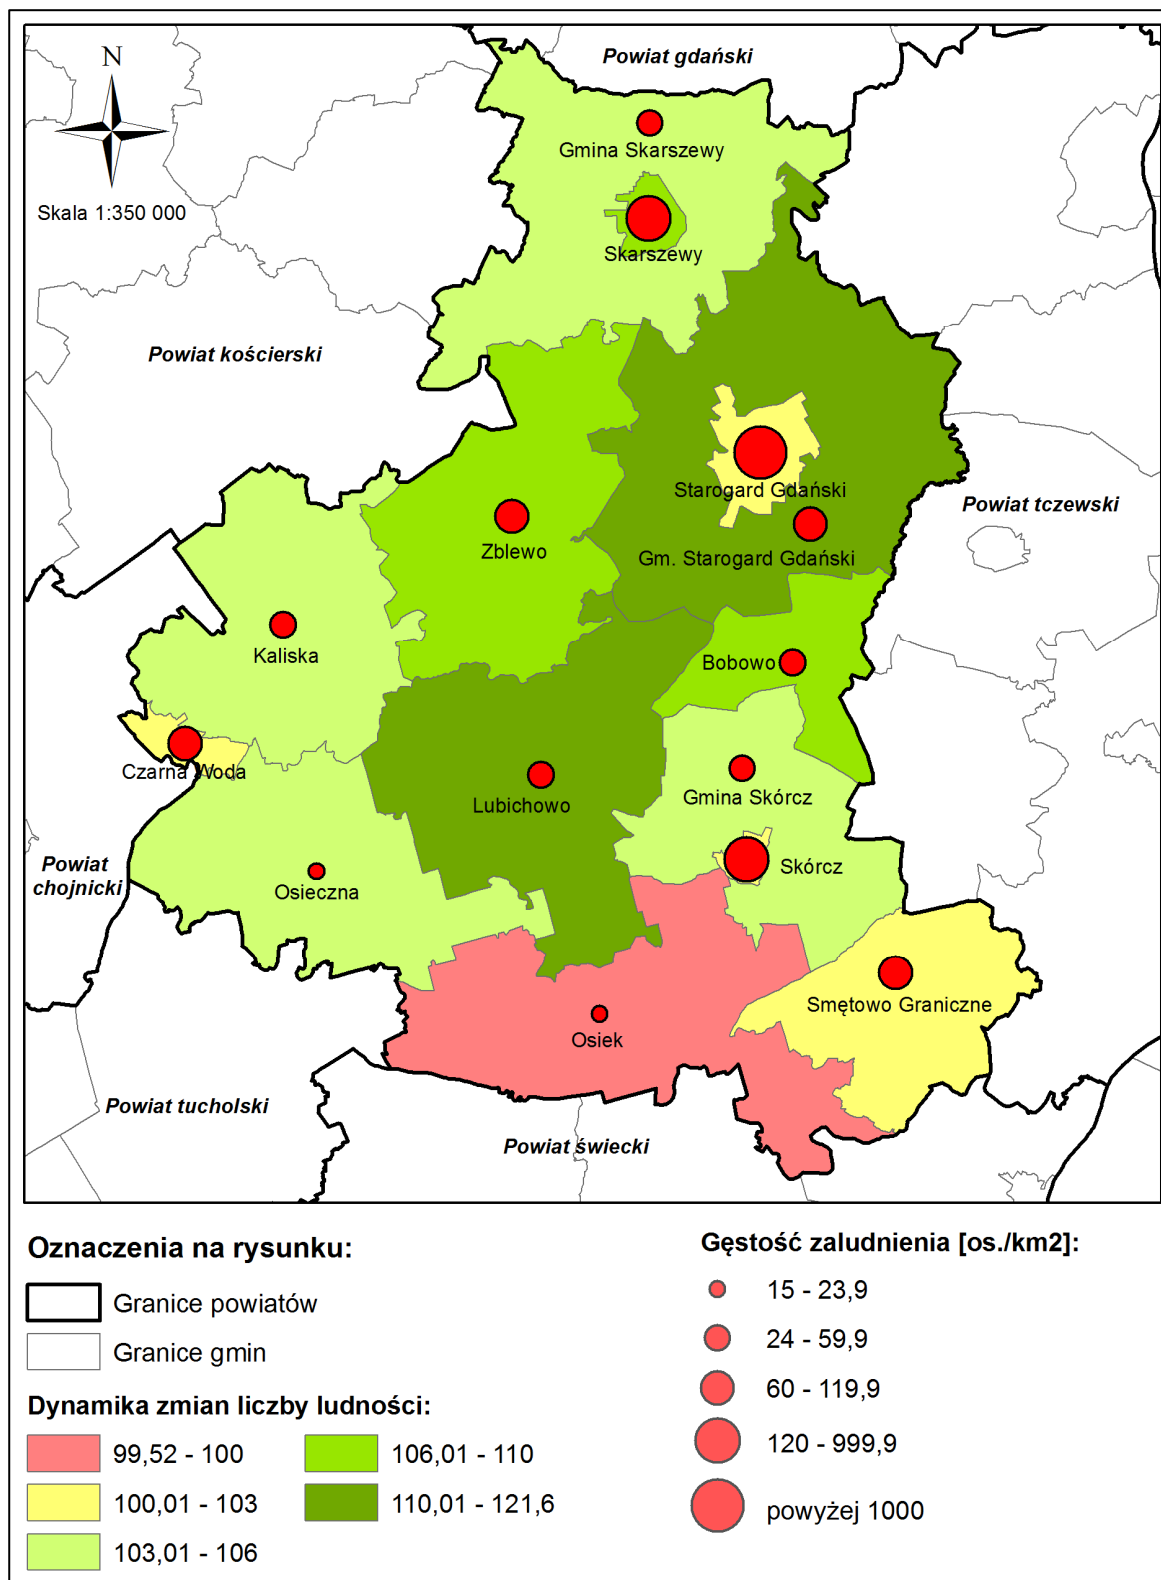 Powiat gdański
N
Skala 1:350 000
Gmina Skarszewy
Skarszewy
Powiat kościerski
Starogard Gdański
Powiat tczewski
Zblewo
Gm. Starogard Gdański
Kaliska
Bobowo
Czarna Woda
Lubichowo
Gmina Skórcz
Powiat
chojnicki
Skórcz
Osieczna
Smętowo Graniczne
Osiek
Powiat tucholski
Powiat świecki
Oznaczenia na rysunku:
Granice powiatów
Granice gmin
Dynamika zmian liczby ludności:
99,52 - 100
100,01 - 103
103,01 - 106
106,01 - 110
110,01 - 121,6
Gęstość zaludnienia [os./km2]:
15 - 23,9
24 - 59,9
60 - 119,9
120 - 999,9
powyżej 1000